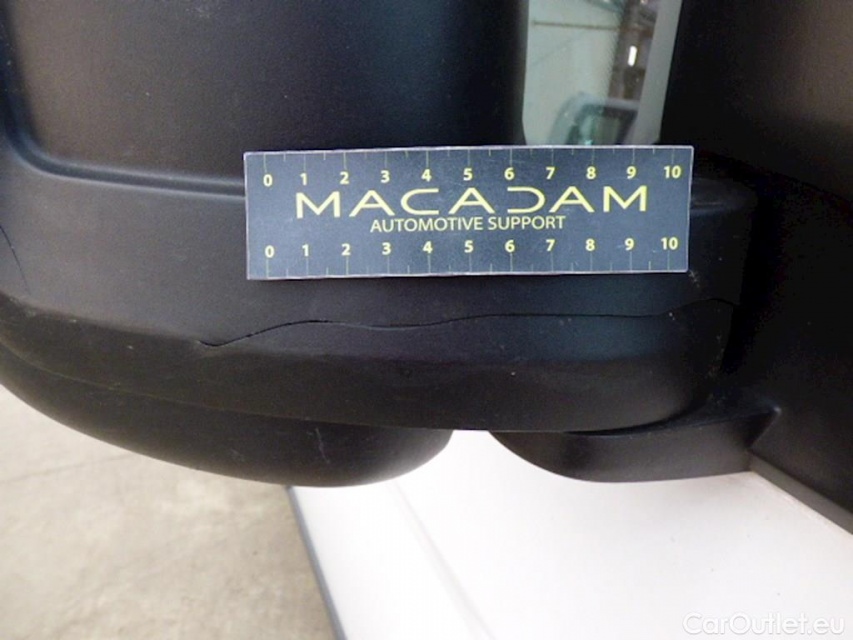 0 1 2 3 4 5 6 7 8 9 10
MACADAM
AUTOMOTIVE SUPPORT
0 1 2 3 4 5 6 7 8 9 10
CarOutlet.eu